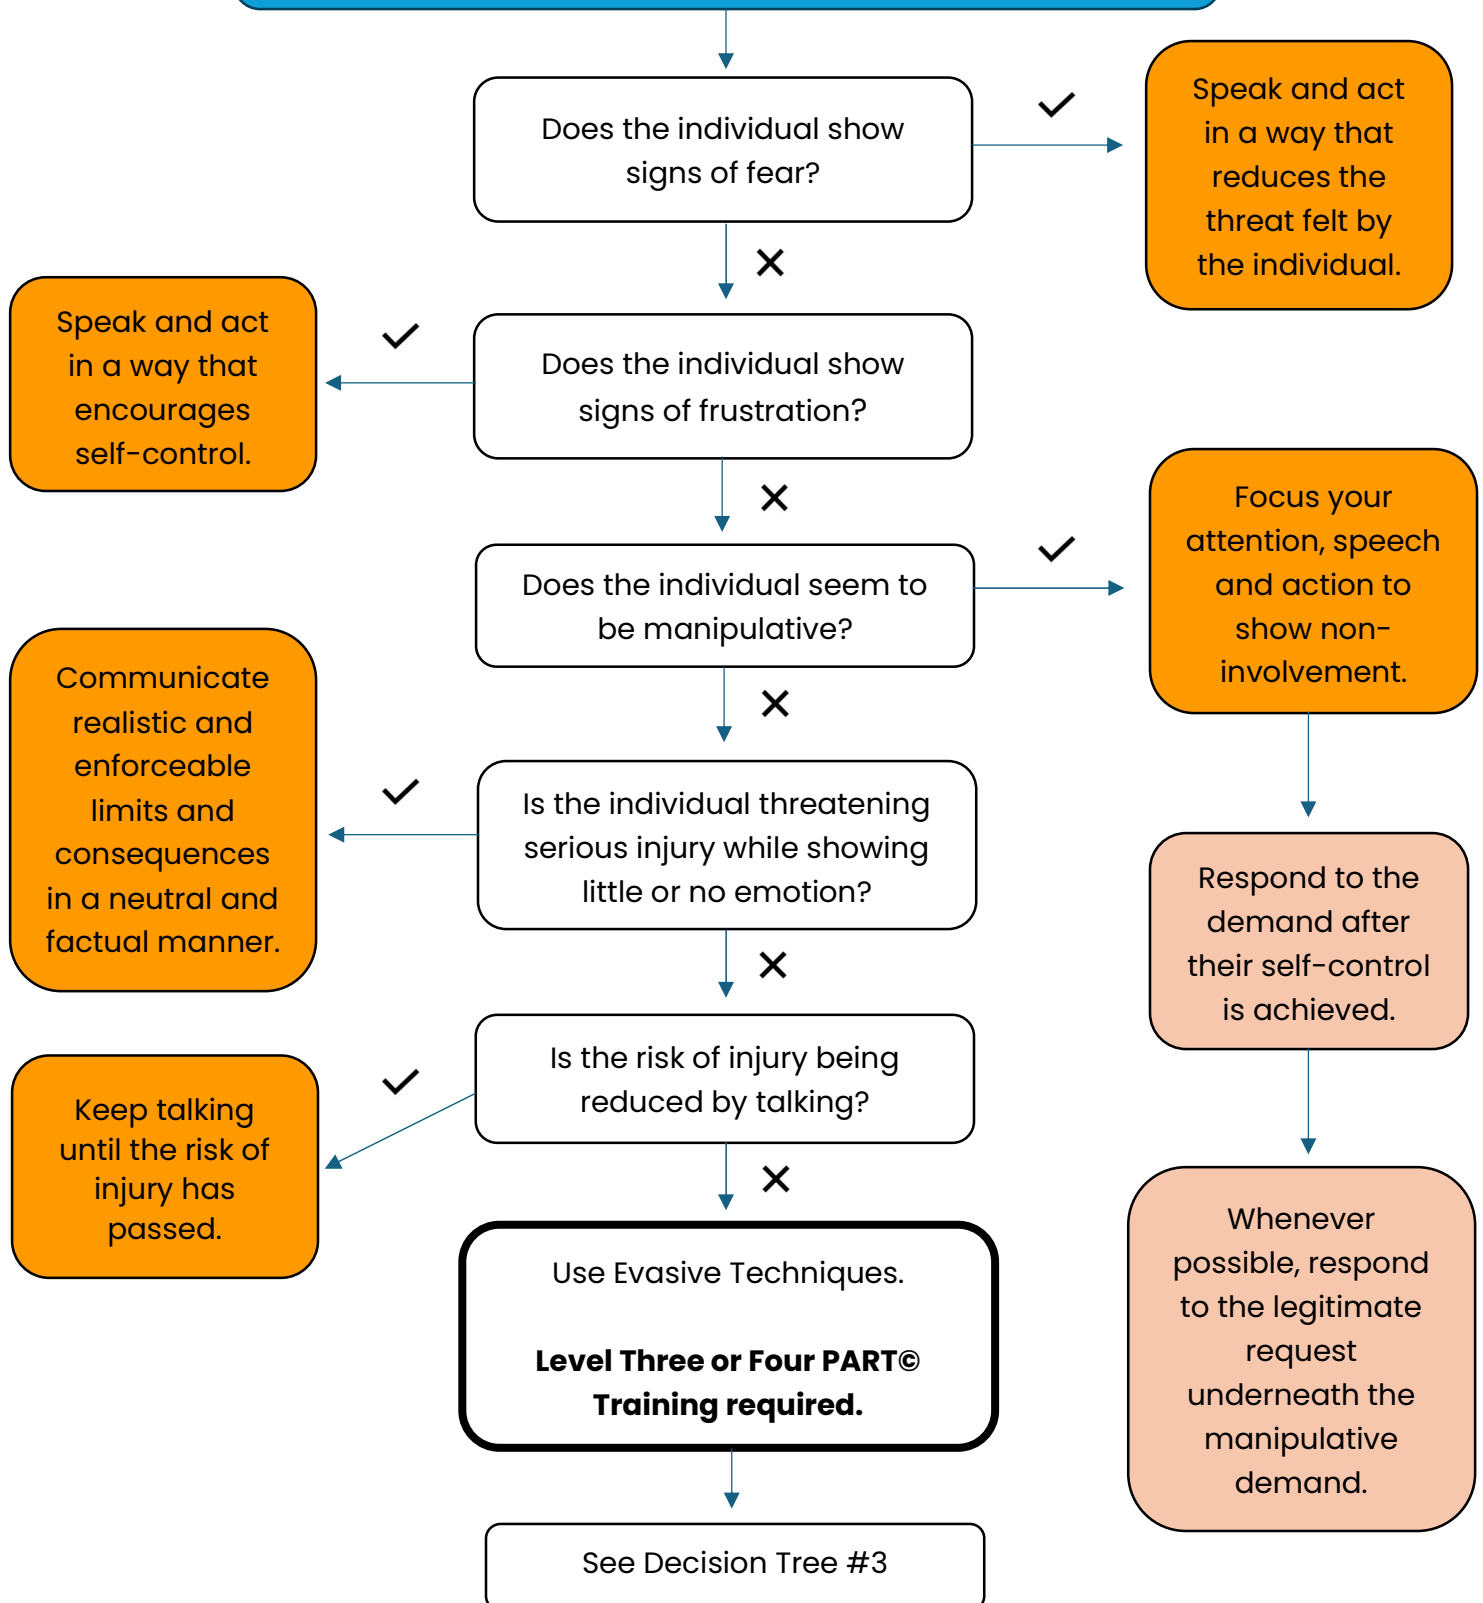 Does the individual show
signs of fear?
Speak and act
in a way that
reduces the
threat felt by
the individual.
Speak and act
in a way that
encourages
self-control.
Does the individual show
signs of frustration?
Does the individual seem to
be manipulative?
Focus your
attention, speech
and action to
show non-
involvement.
Communicate
realistic and
enforceable
limits and
consequences
in a neutral and
factual manner.
Is the individual threatening
serious injury while showing
little or no emotion?
Respond to the
demand after
their self-control
is achieved.
Is the risk of injury being
reduced by talking?
Keep talking
until the risk of
injury has
passed.
Whenever
possible, respond
to the legitimate
request
underneath the
manipulative
demand.
Use Evasive Techniques.
Level Three or Four PART©
Training required.
See Decision Tree #3